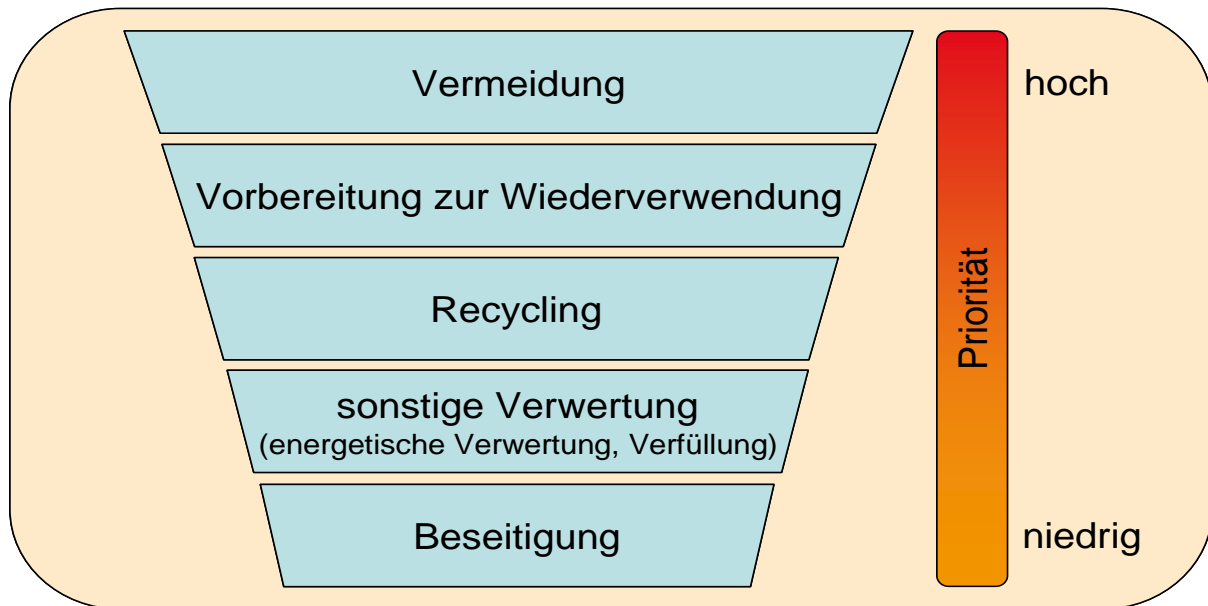 Vermeidung
hoch
Vorbereitung zur Wiederverwendung
Recycling
Priorität
sonstige Verwertung
(energetische Verwertung, Verfüllung)
Beseitigung
niedrig